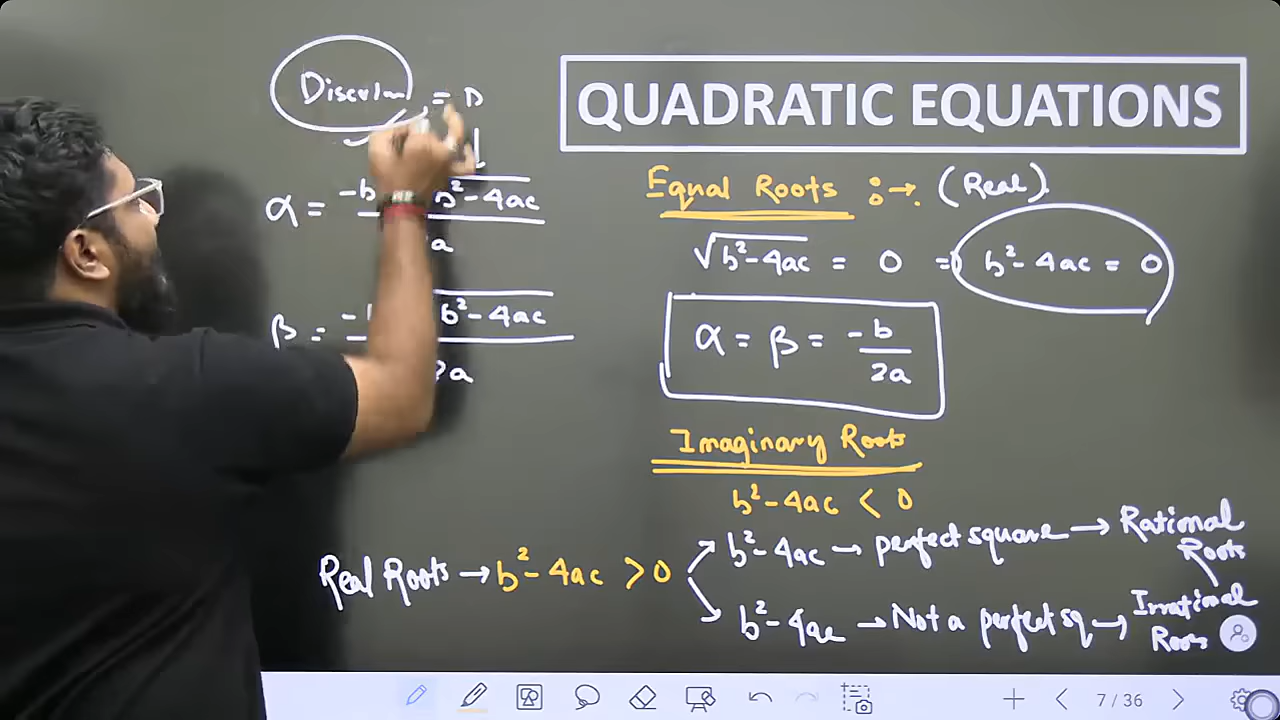 QUADRATIC EQUATIONS
= D
α = -b b² - 4ac
a
β = b² - 4ac
2a
Equal Roots :→. (Real)
√b² - 4ac = 0 ⇒ b² - 4ac = 0
α = β = -b
2a
Imaginary Roots
b² - 4ac < 0
Real Roots → b² - 4ac > 0
b² - 4ac → perfect square → Rational
Roots
b² - 4ac → Not a perfect sq →
Roots
7 / 36